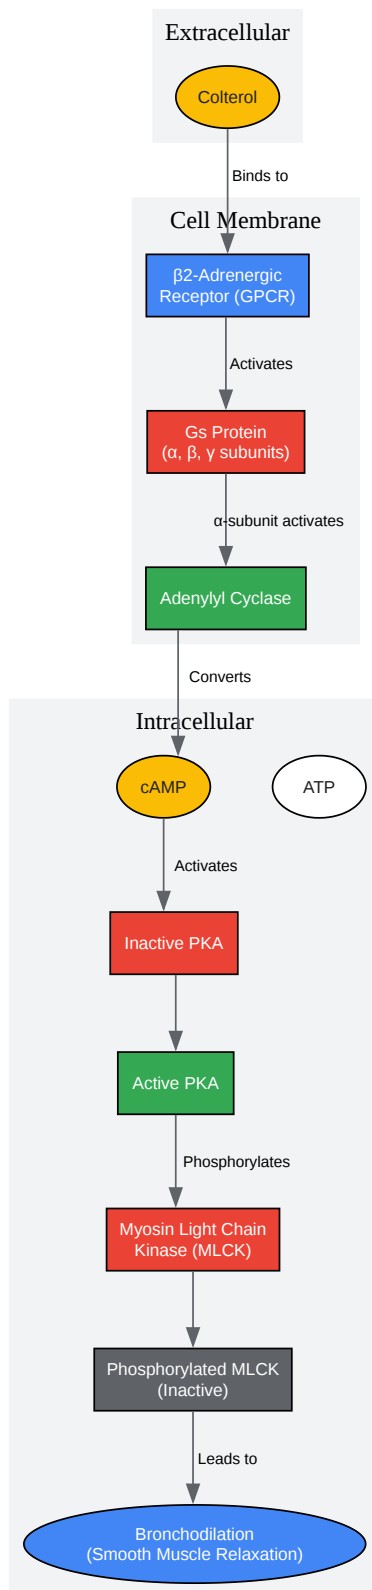 Extracellular
Colterol
Binds to
Cell Membrane
β2-Adrenergic
Receptor (GPCR)
Activates
Gs Protein
(α, β, γ subunits)
α-subunit activates
Adenylyl Cyclase
Converts
Intracellular
cAMP
ATP
Activates
Inactive PKA
Active PKA
Phosphorylates
Myosin Light Chain
Kinase (MLCK)
Phosphorylated MLCK
(Inactive)
Leads to
Bronchodilation
(Smooth Muscle Relaxation)